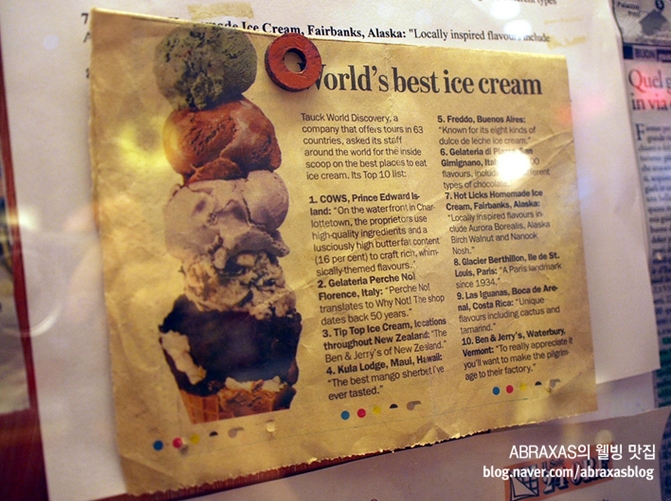 Homemade Ice Cream, Fairbanks, Alaska: "Locally inspired flavours include
World's best ice cream
Tauck World Discovery, a
company that offers tours in 63
countries, asked its staff
around the world for the inside
scoop on the best places to eat
ice cream. Its Top 10 list:
1. COWS, Prince Edward Is-
land: "On the waterfront in Char-
lottetown, the proprietors use
high-quality ingredients and a
lusciously high butterfat content
(16 per cent) to craft rich, whim-
sically-themed flavours."
2. Gelateria Perche No!
Florence, Italy: "Perche No!
translates to Why Not! The shop
dates back 50 years."
3. Tip Top Ice Cream, locations
throughout New Zealand: "The
Ben & Jerry's of New Zealand."
4. Kula Lodge, Maui, Hawaii:
"The best mango sherbet I've
ever tasted."
5. Freddo, Buenos Aires:
"Known for its eight kinds of
dulce de leche ice cream."
6. Gelateria di San
Gimignano, Italy:
flavours,
types of
7. Hot Licks Homemade Ice
Cream, Fairbanks, Alaska:
"Locally inspired flavours in-
clude Aurora Borealis, Alaska
Birch Walnut and Nanook
Nosh."
8. Glacier Berthillon, Ile de St.
Louis, Paris: "A Paris landmark
since 1934."
9. Las Iguanas, Boca de Are-
nal, Costa Rica: "Unique
flavours including cactus and
tamarind."
10. Ben & Jerry's, Waterbury,
Vermont: "To really appreciate it
you'll want to make the pilgrim-
age to their factory."
Quel
in via
ABRAXAS의 웰빙 맛집
blog.naver.com/abraxasblog